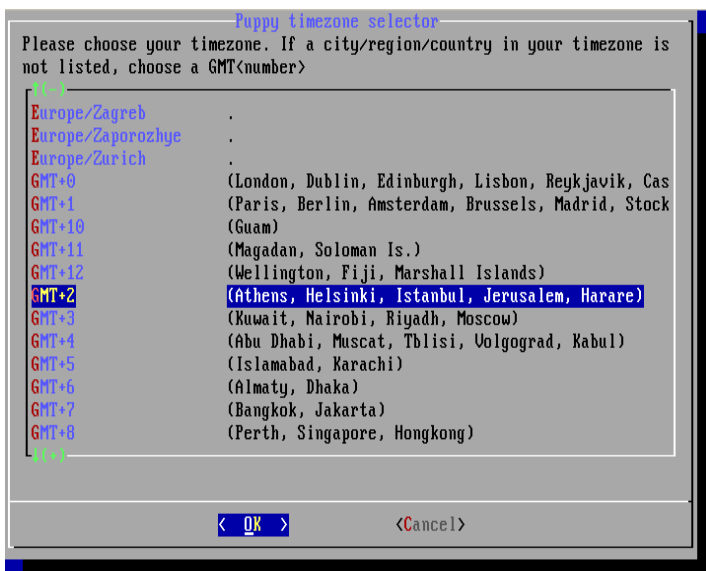 Puppy timezone selector
Please choose your timezone. If a city/region/country in your timezone is
not listed, choose a GMT<number>
↑(-)
Europe/Zagreb .
Europe/Zaporozhye .
Europe/Zurich .
GMT+0 (London, Dublin, Edinburgh, Lisbon, Reykjavik, Cas
GMT+1 (Paris, Berlin, Amsterdam, Brussels, Madrid, Stock
GMT+10 (Guam)
GMT+11 (Magadan, Soloman Is.)
GMT+12 (Wellington, Fiji, Marshall Islands)
GMT+2 (Athens, Helsinki, Istanbul, Jerusalem, Harare)
GMT+3 (Kuwait, Nairobi, Riyadh, Moscow)
GMT+4 (Abu Dhabi, Muscat, Tblisi, Volgograd, Kabul)
GMT+5 (Islamabad, Karachi)
GMT+6 (Almaty, Dhaka)
GMT+7 (Bangkok, Jakarta)
GMT+8 (Perth, Singapore, Hongkong)
↓(+)
< OK > <Cancel>